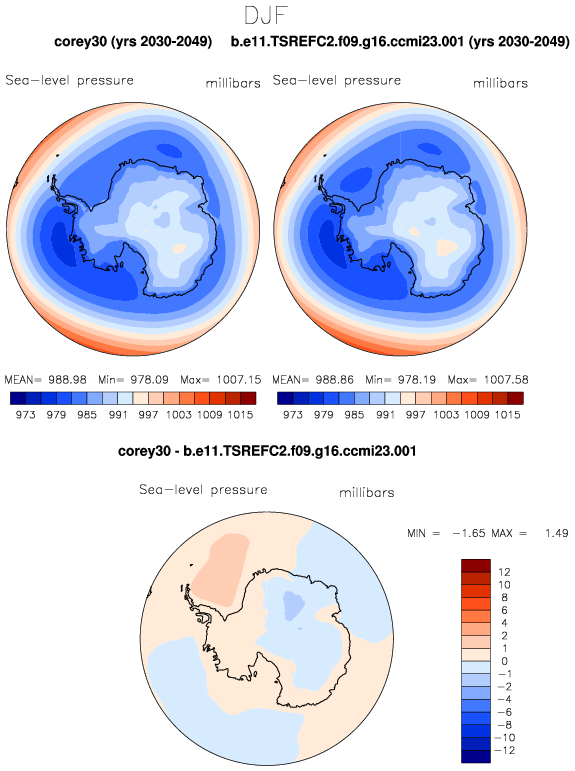 DJF
corey30 (yrs 2030-2049) b.e11.TSREFC2.f09.g16.ccmi23.001 (yrs 2030-2049)
Sea-level pressure millibars Sea-level pressure millibars
MEAN= 988.98 Min= 978.09 Max= 1007.15 MEAN= 988.86 Min= 978.19 Max= 1007.58
973 979 985 991 997 1003 1009 1015 973 979 985 991 997 1003 1009 1015
corey30 - b.e11.TSREFC2.f09.g16.ccmi23.001
Sea-level pressure millibars
MIN = -1.65 MAX = 1.49
12
10
8
6
4
2
1
0
-1
-2
-4
-6
-8
-10
-12